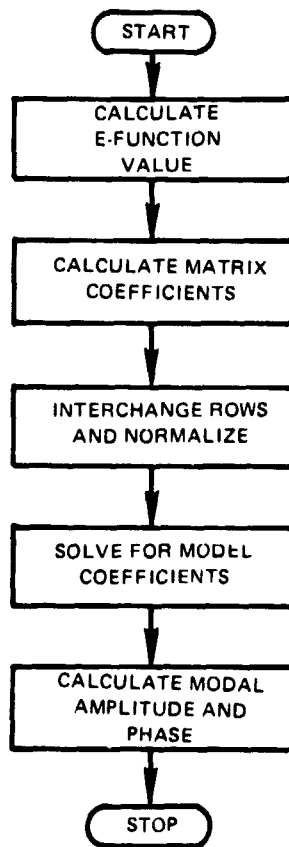 START
CALCULATE
E-FUNCTION
VALUE
CALCULATE MATRIX
COEFFICIENTS
INTERCHANGE ROWS
AND NORMALIZE
SOLVE FOR MODEL
COEFFICIENTS
CALCULATE MODAL
AMPLITUDE AND
PHASE
STOP